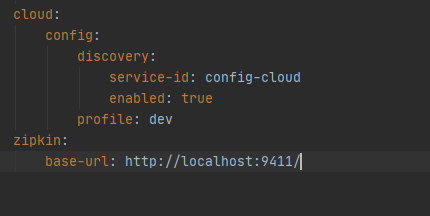 cloud:
    config:
        discovery:
            service-id: config-cloud
            enabled: true
        profile: dev
zipkin:
    base-url: http://localhost:9411/